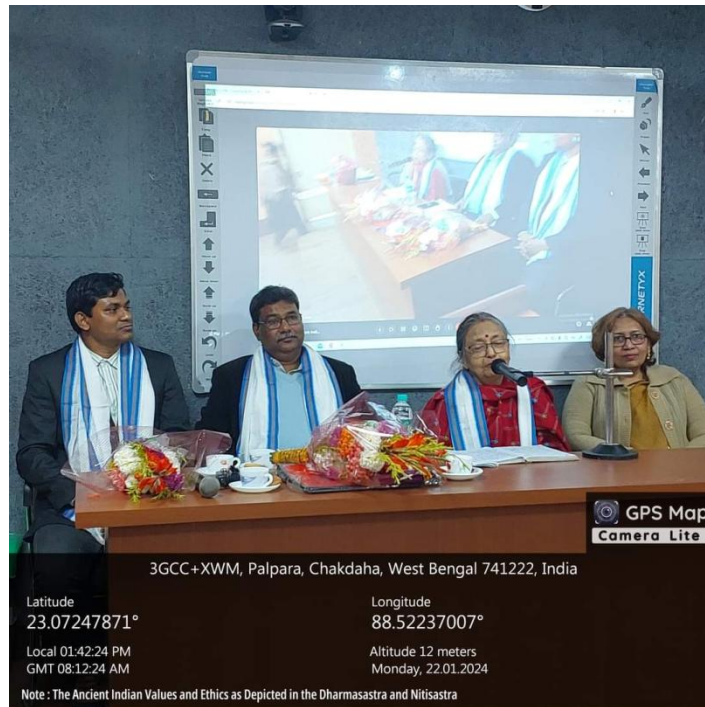 RNETYX
GPS Map
Camera Lite
3GCC+XWM, Palpara, Chakdaha, West Bengal 741222, India
Latitude
23.07247871°
Longitude
88.52237007°
Local 01:42:24 PM
GMT 08:12:24 AM
Altitude 12 meters
Monday, 22.01.2024
Note : The Ancient Indian Values and Ethics as Depicted in the Dharmasastra and Nitisastra